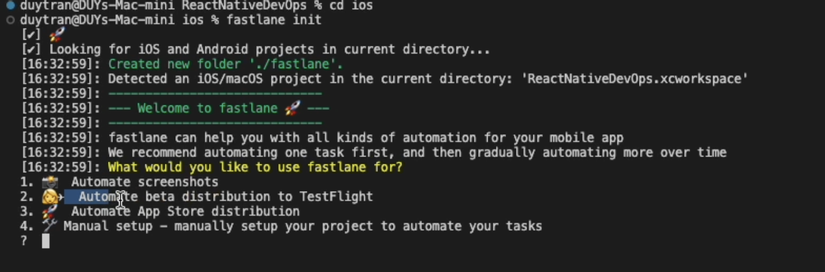 duytran@DUYs-Mac-mini ReactNativeDevOps % cd ios
duytran@DUYs-Mac-mini ios % fastlane init
[✔] 🚀
[✔] Looking for iOS and Android projects in current directory...
[16:32:59]: Created new folder './fastlane'.
[16:32:59]: Detected an iOS/macOS project in the current directory: 'ReactNativeDevOps.xcworkspace'
[16:32:59]: -----------------------------
[16:32:59]: --- Welcome to fastlane 🚀 ---
[16:32:59]: -----------------------------
[16:32:59]: fastlane can help you with all kinds of automation for your mobile app
[16:32:59]: We recommend automating one task first, and then gradually automating more over time
[16:32:59]: What would you like to use fastlane for?
1. 📸 Automate screenshots
2. 👩‍✈️ Automate beta distribution to TestFlight
3. 🚀 Automate App Store distribution
4. 🛠 Manual setup - manually setup your project to automate your tasks
?